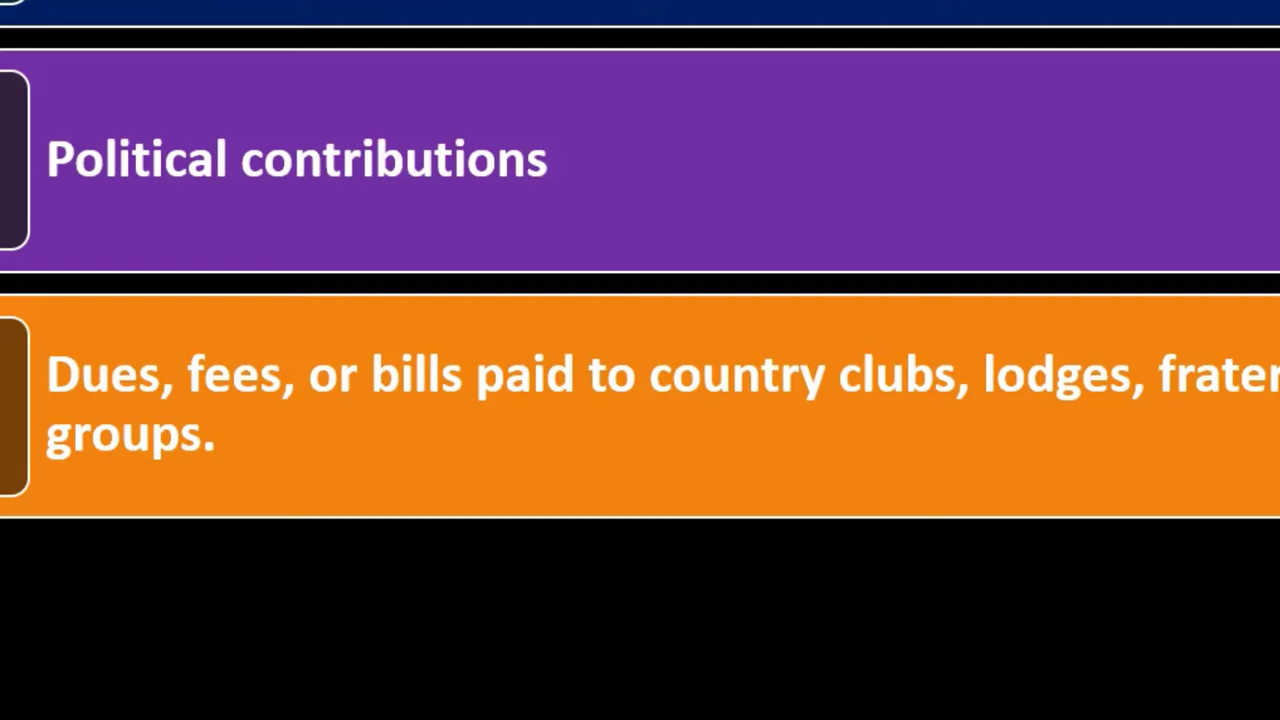 Political contributions
Dues, fees, or bills paid to country clubs, lodges,
groups.